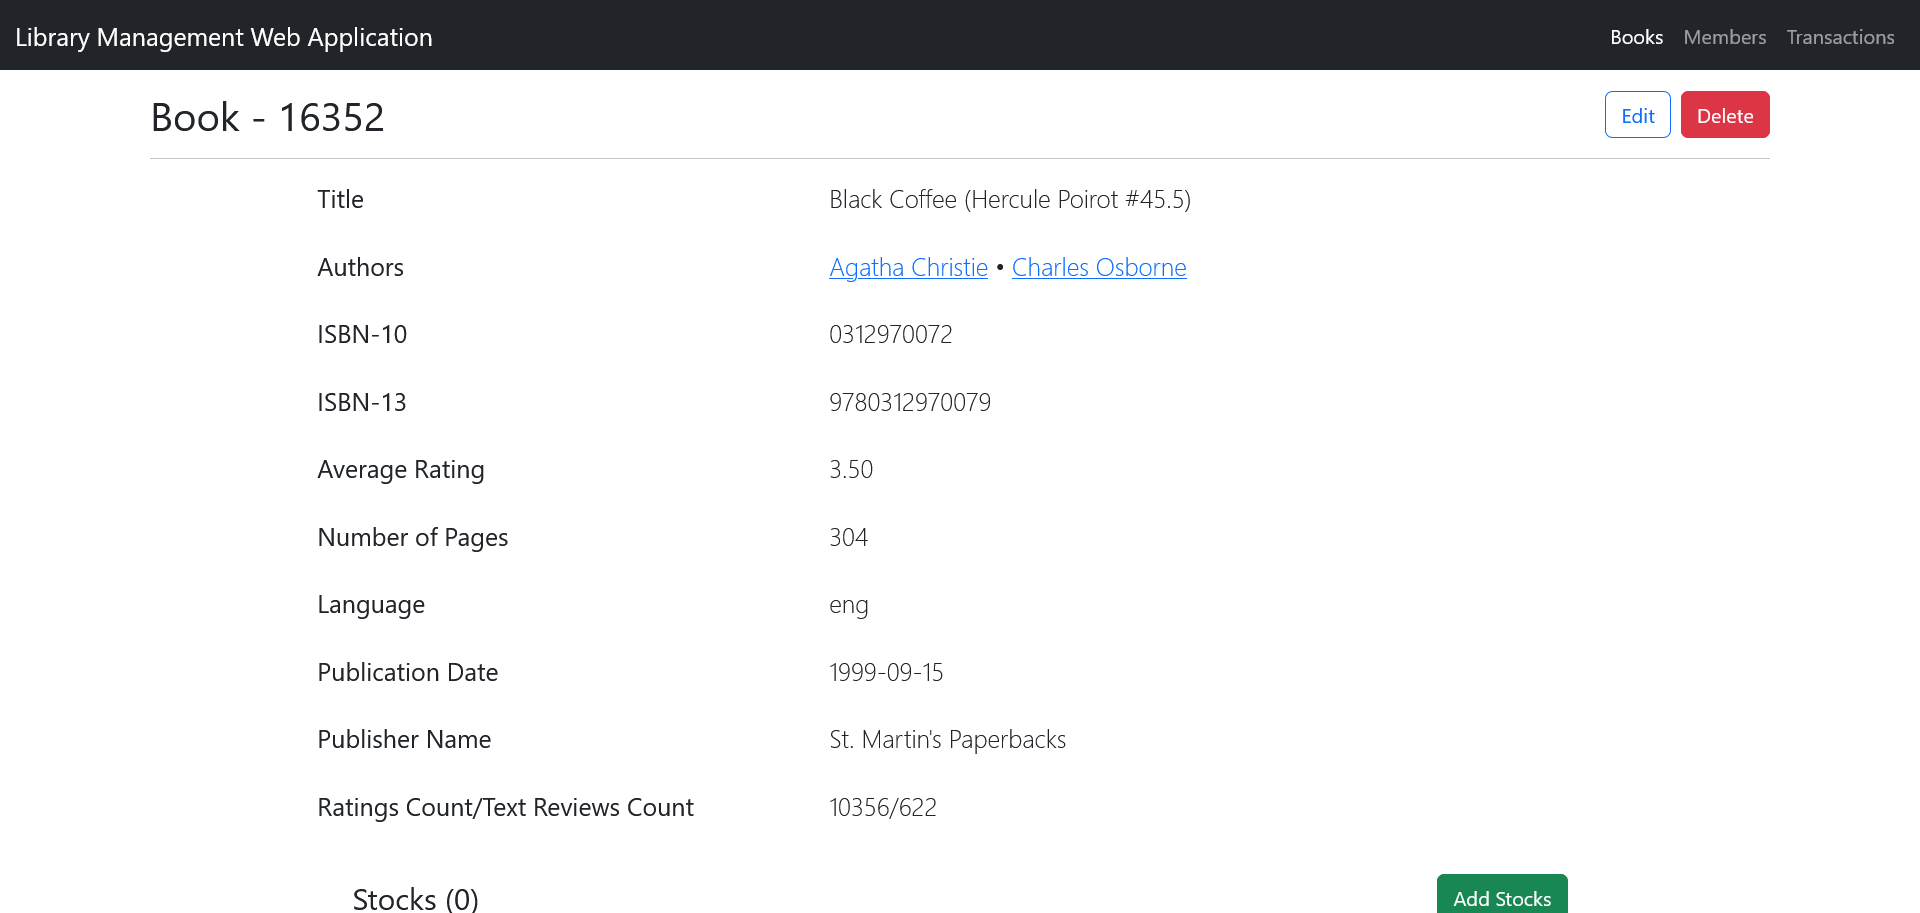 Library Management Web Application Books Members Transactions
Book - 16352 Edit Delete
Title Black Coffee (Hercule Poirot #45.5)
Authors Agatha Christie • Charles Osborne
ISBN-10 0312970072
ISBN-13 9780312970079
Average Rating 3.50
Number of Pages 304
Language eng
Publication Date 1999-09-15
Publisher Name St. Martin's Paperbacks
Ratings Count/Text Reviews Count 10356/622
Stocks (0) Add Stocks